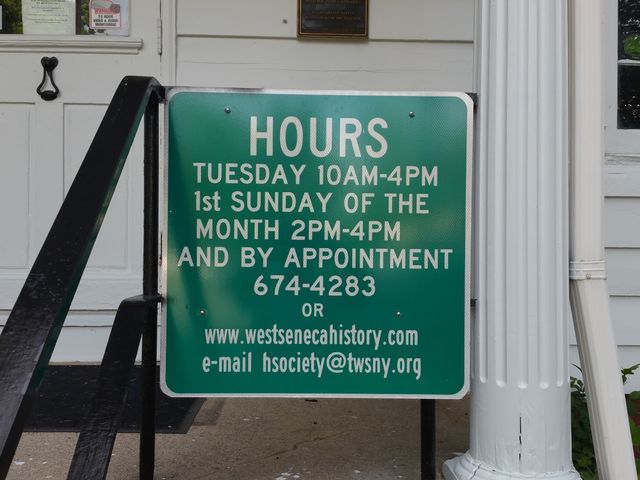 HOURS
TUESDAY 10AM-4PM
1st SUNDAY OF THE
MONTH 2PM-4PM
AND BY APPOINTMENT
674-4283
OR
www.westsenecahistory.com
e-mail hsociety@twsny.org